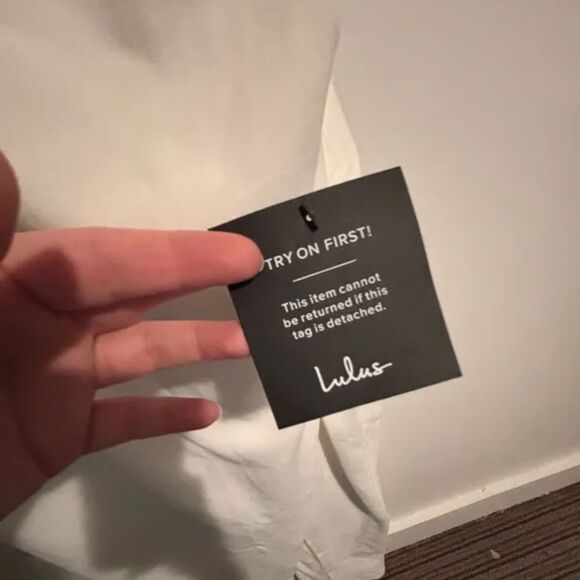 TRY ON FIRST!
This item cannot
be returned if this
tag is detached.
Lulus